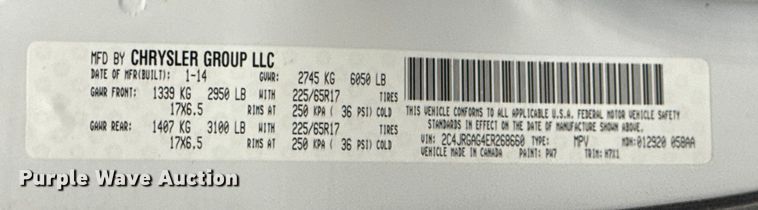 MFD BY CHRYSLER GROUP LLC
DATE OF MFR(BUILT): 1-14 GVWR: 2745 KG 6050 LB
GAWR FRONT: 1339 KG 2950 LB WITH 225/65R17 TIRES
17X6.5 RIMS AT 250 KPA ( 36 PSI) COLD
GAWR REAR: 1407 KG 3100 LB WITH 225/65R17 TIRES
17X6.5 RIMS AT 250 KPA ( 36 PSI) COLD
THIS VEHICLE CONFORMS TO ALL APPLICABLE U.S.A. FEDERAL MOTOR VEHICLE SAFETY
STANDARDS IN EFFECT ON THE DATE OF MANUFACTURE SHOWN ABOVE.
VIN: 2C4JRGAG4ER268660 TYPE: MPV MDH:012920 058AA
VEHICLE MADE IN CANADA PAINT: PW7 TRIM: H7X1
Purple Wave Auction